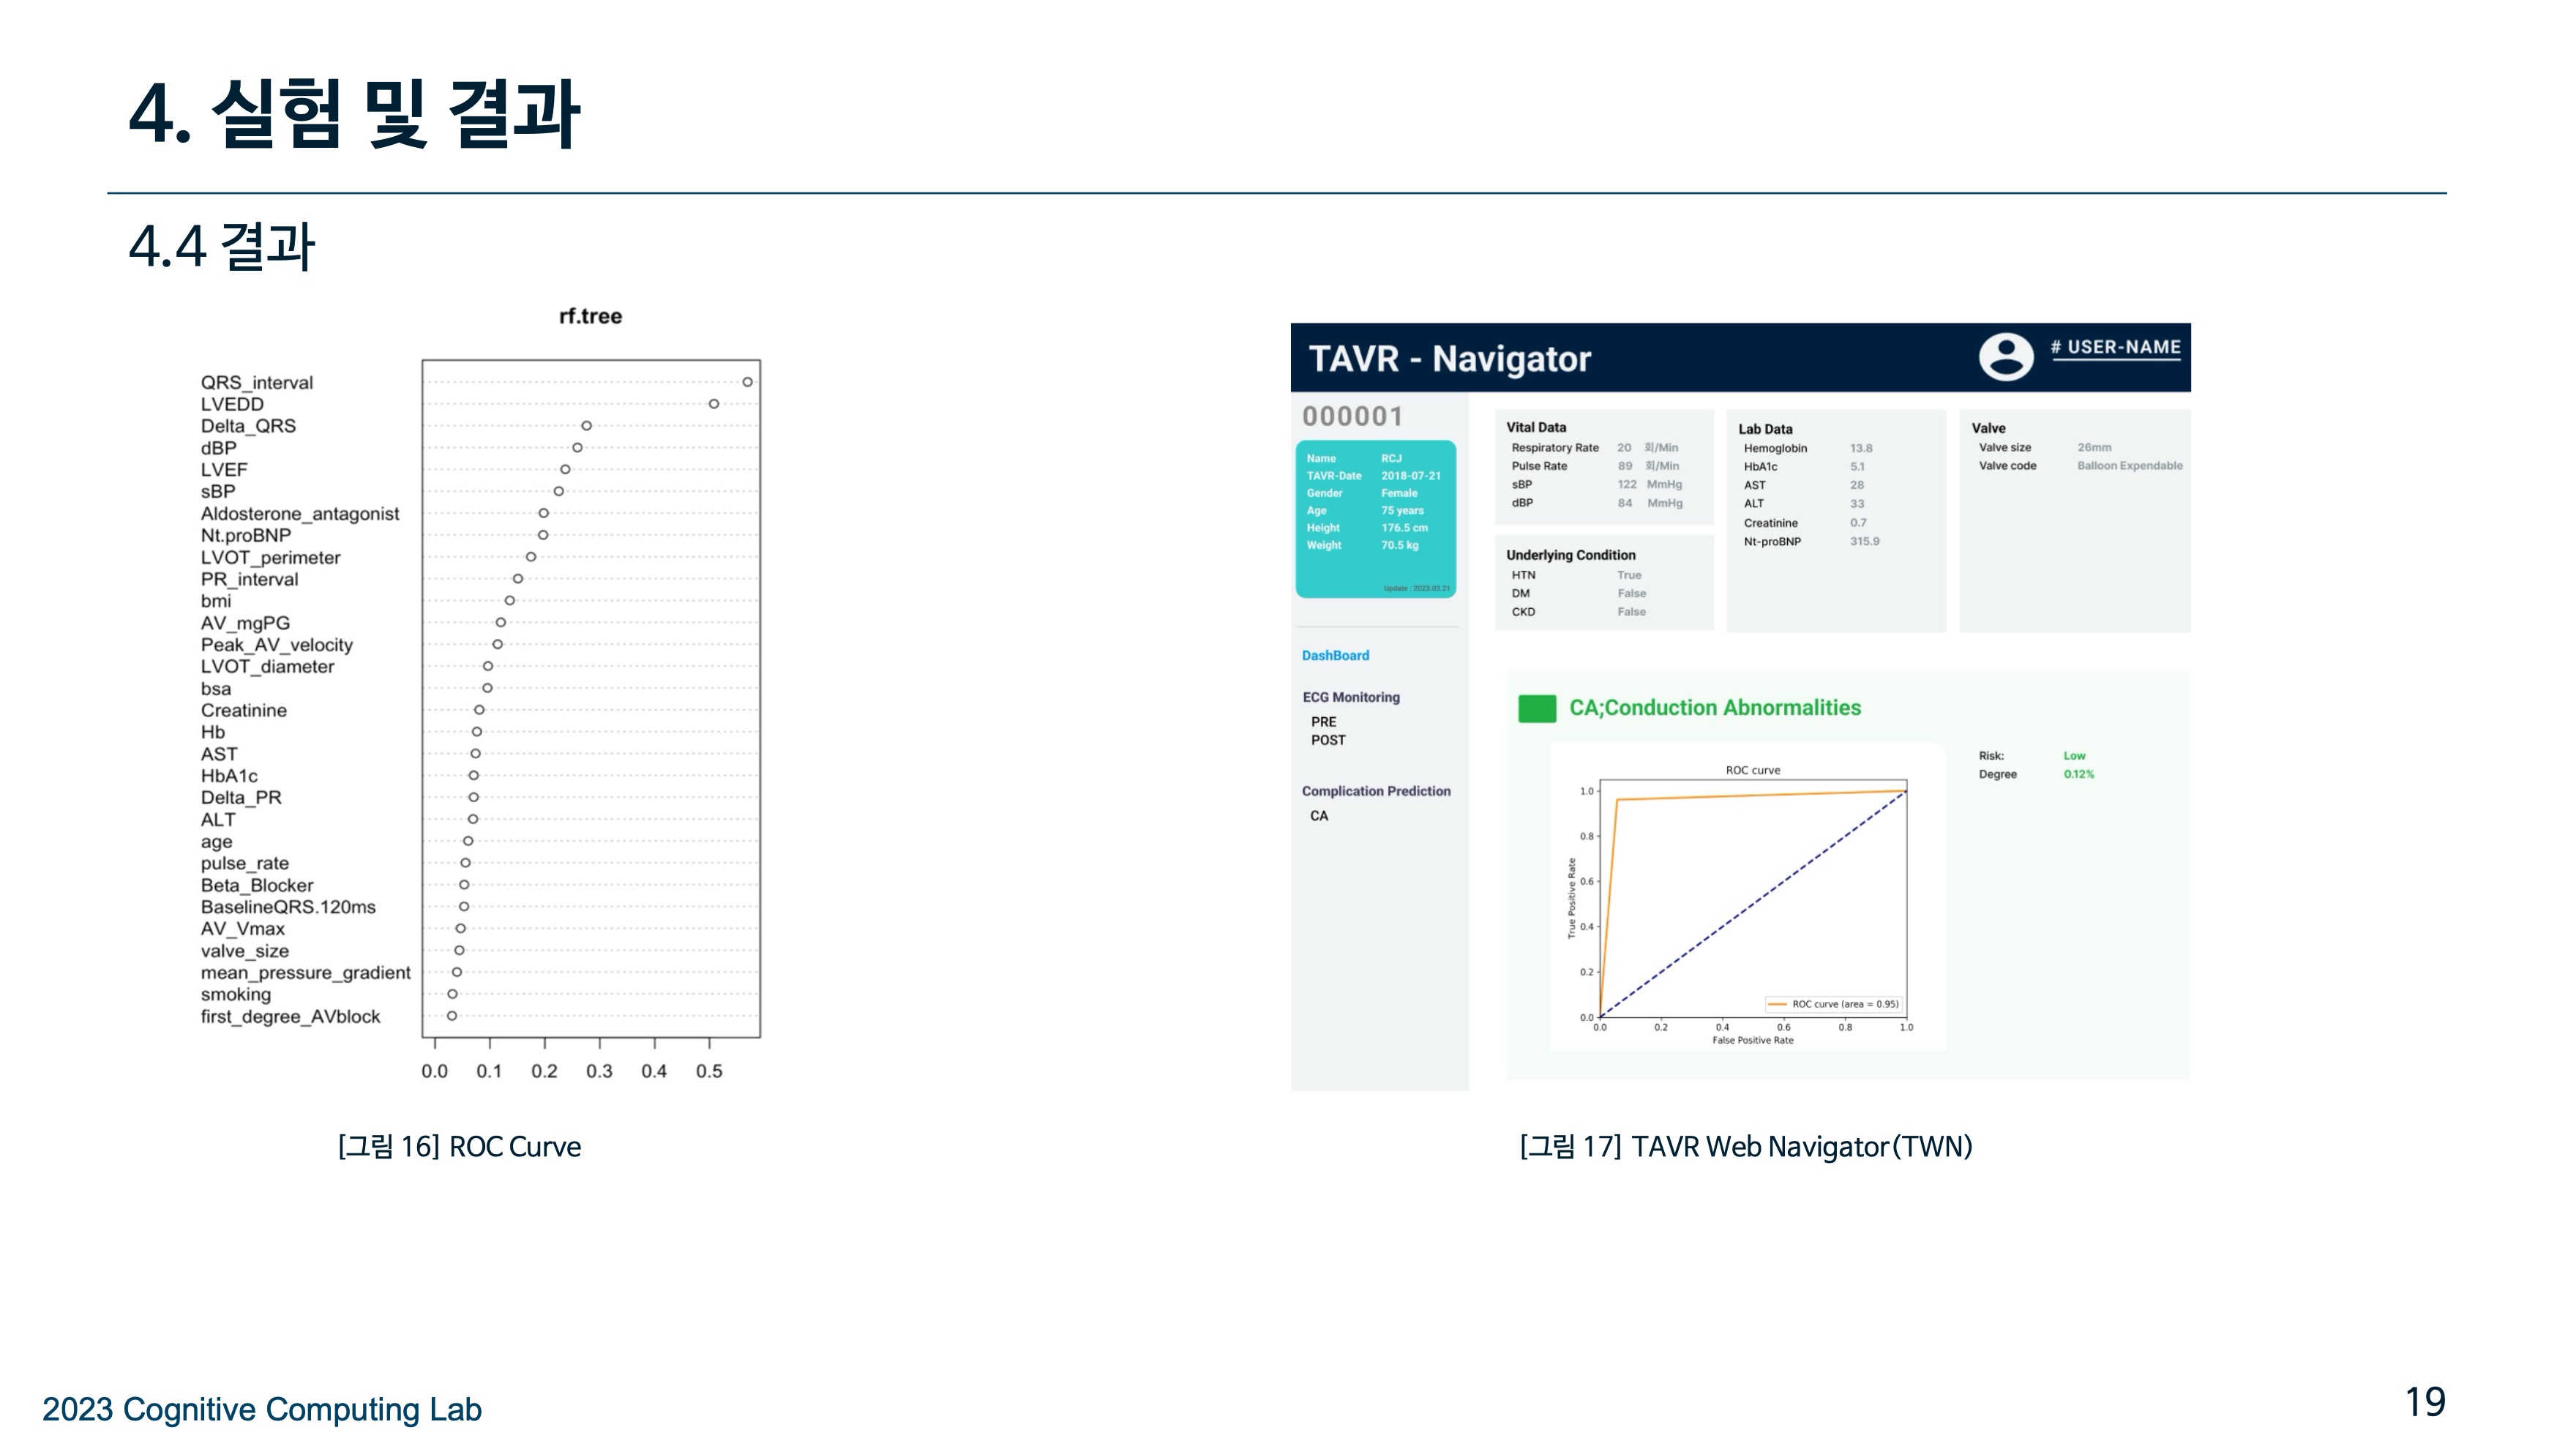 4. 실험 및 결과
4.4 결과
rf.tree
QRS_interval
LVEDD
Delta_QRS
dBP
LVEF
sBP
Aldosterone_antagonist
Nt.proBNP
LVOT_perimeter
PR_interval
bmi
AV_mgPG
Peak_AV_velocity
LVOT_diameter
bsa
Creatinine
Hb
AST
HbA1c
Delta_PR
ALT
age
pulse_rate
Beta_Blocker
BaselineQRS.120ms
AV_Vmax
valve_size
mean_pressure_gradient
smoking
first_degree_AVblock
0.0 0.1 0.2 0.3 0.4 0.5
[그림 16] ROC Curve
TAVR - Navigator
# USER-NAME
000001
Name RCJ
TAVR-Date 2018-07-21
Gender Female
Age 75 years
Height 176.5 cm
Weight 70.5 kg
Update : 2023.03.21
DashBoard
ECG Monitoring
PRE
POST
Complication Prediction
CA
Vital Data
Respiratory Rate 20 회/Min
Pulse Rate 89 회/Min
sBP 122 MmHg
dBP 84 MmHg
Underlying Condition
HTN True
DM False
CKD False
Lab Data
Hemoglobin 13.8
HbA1c 5.1
AST 28
ALT 33
Creatinine 0.7
Nt-proBNP 315.9
Valve
Valve size 26mm
Valve code Balloon Expendable
CA;Conduction Abnormalities
ROC curve
1.0
0.8
0.6
0.4
0.2
0.0
True Positive Rate
ROC curve (area = 0.95)
0.0 0.2 0.4 0.6 0.8 1.0
False Positive Rate
Risk: Low
Degree 0.12%
[그림 17] TAVR Web Navigator(TWN)
2023 Cognitive Computing Lab
19